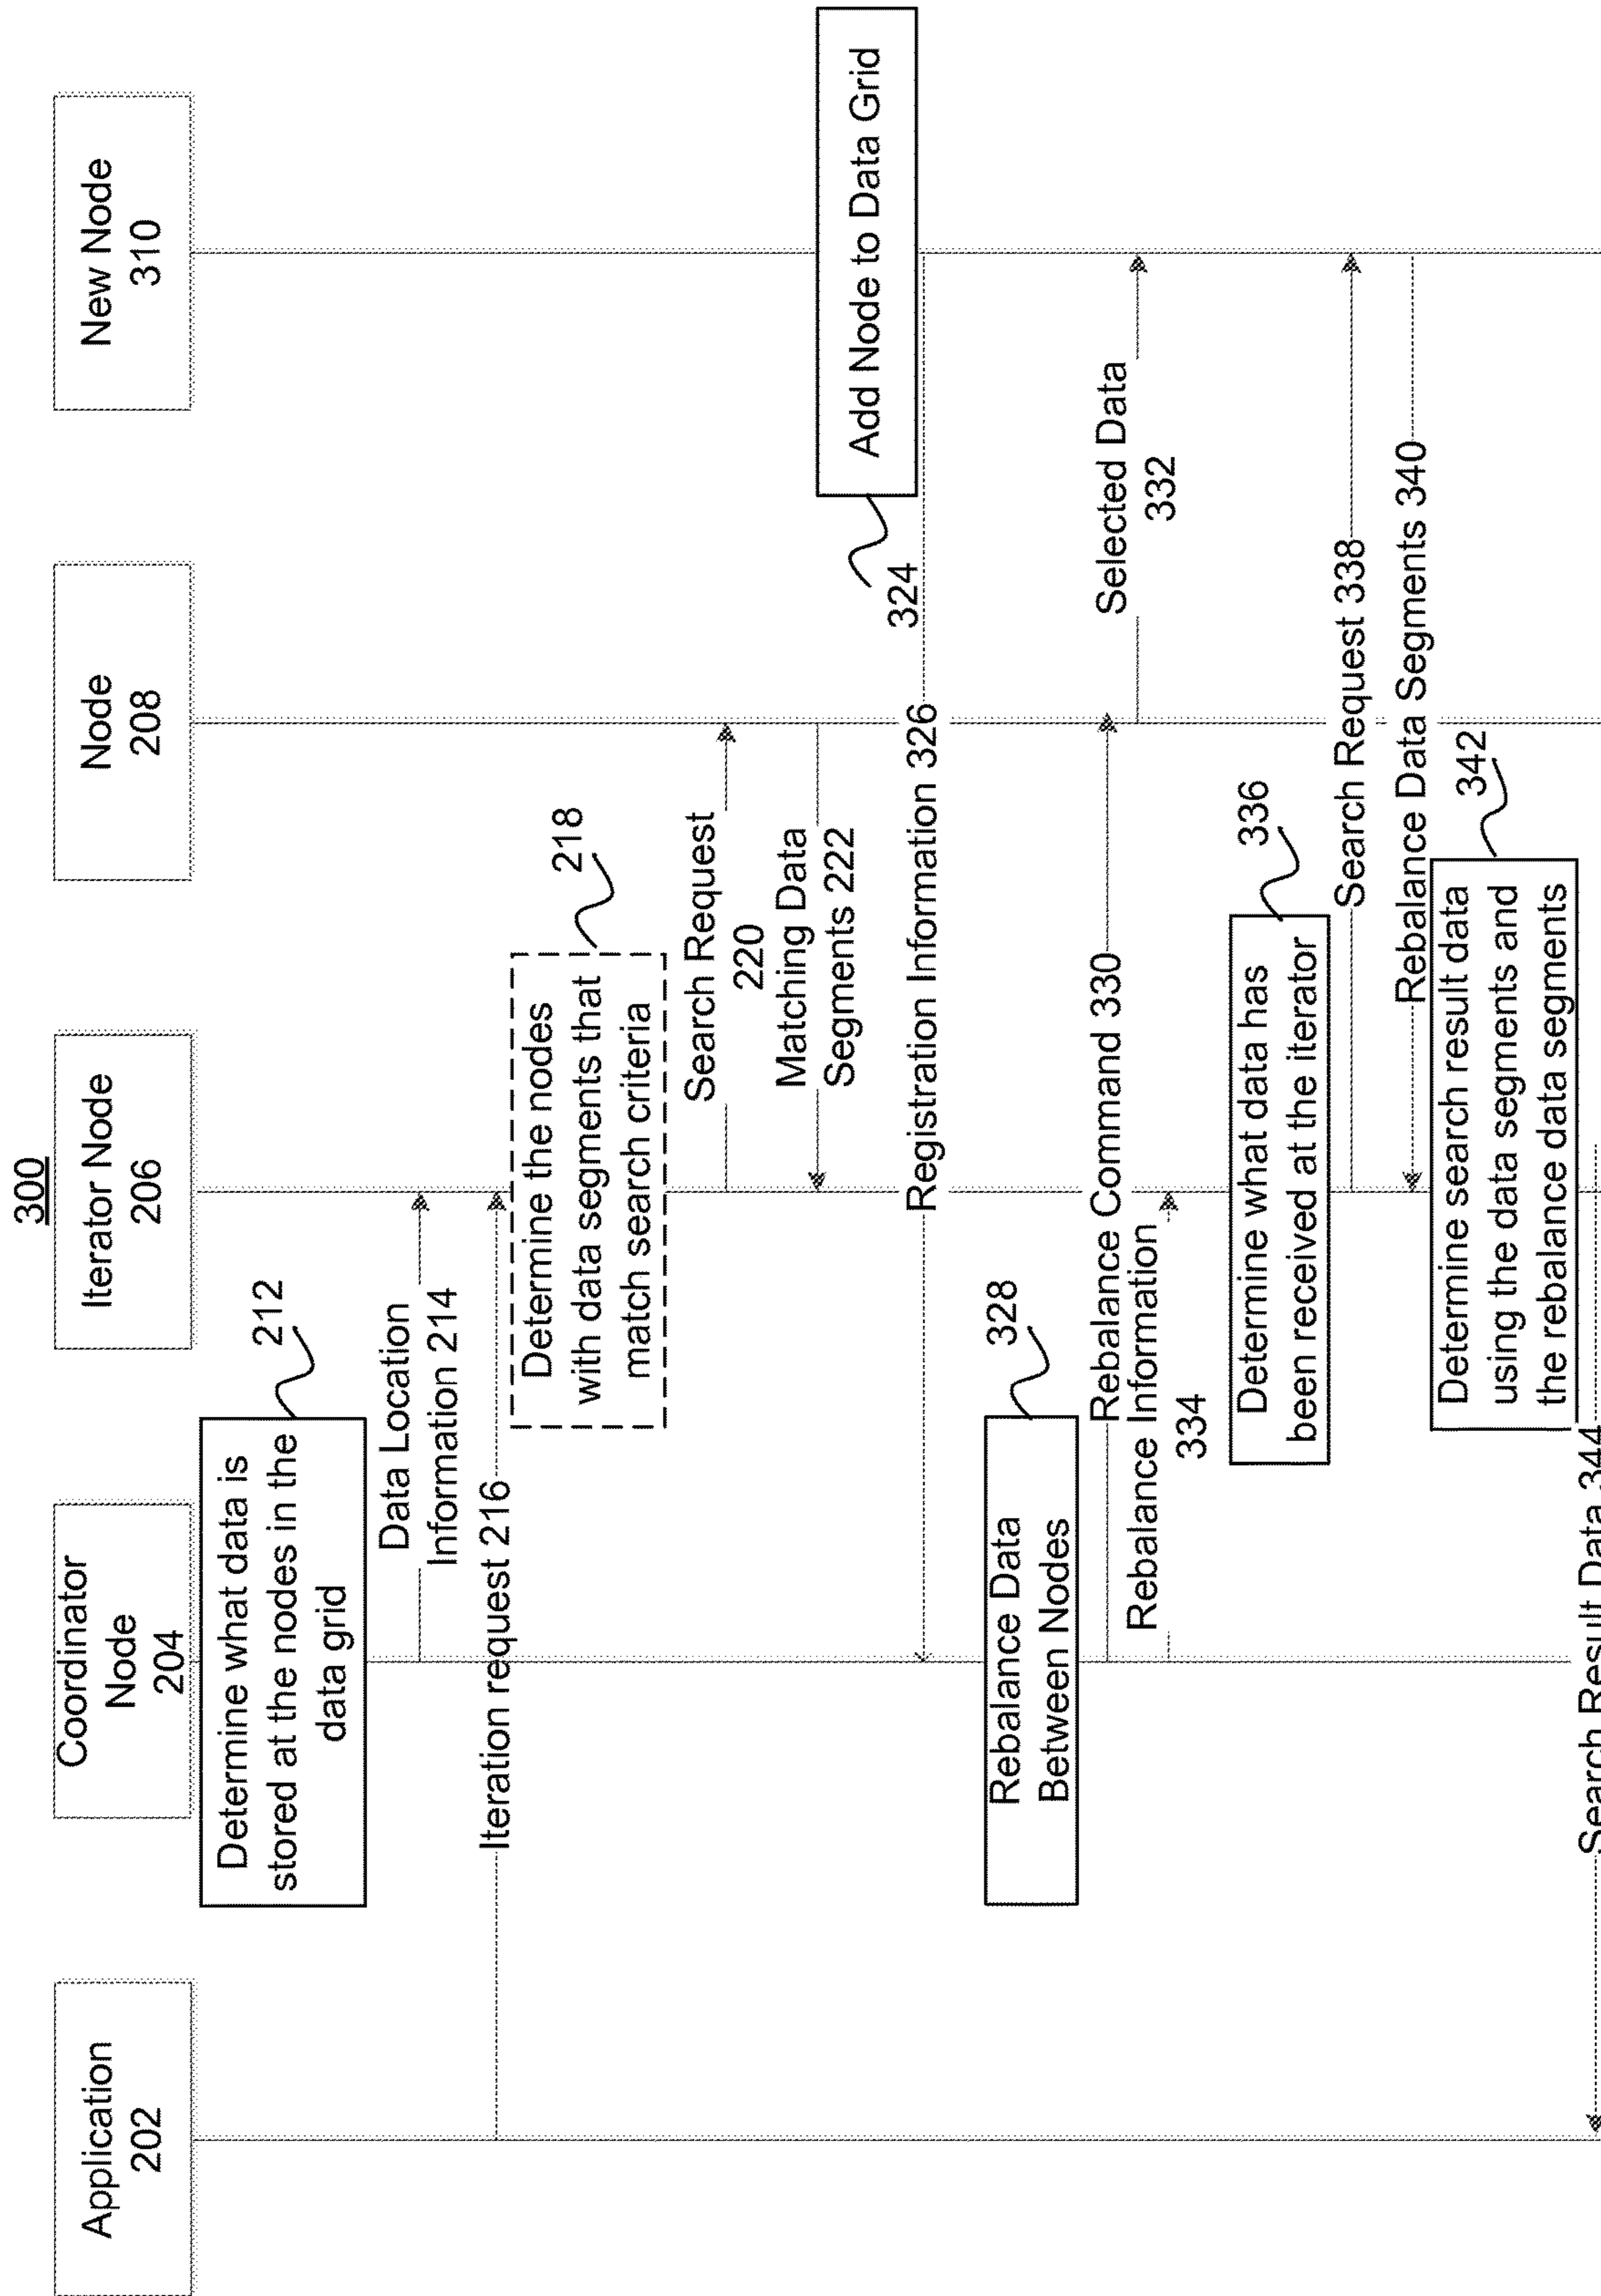 300
Application
202
Coordinator
Node
204
Iterator Node
206
Node
208
New Node
310
Determine what data is
stored at the nodes in the
data grid
212
Data Location
Information 214
Iteration request 216
Determine the nodes
with data segments that
match search criteria
218
Search Request
220
Matching Data
Segments 222
Add Node to Data Grid
324
Registration Information 326
Rebalance Data
Between Nodes
328
Rebalance Command 330
Selected Data
332
Rebalance Information
334
Determine what data has
been received at the iterator
336
Search Request 338
Rebalance Data Segments 340
Determine search result data
using the data segments and
the rebalance data segments
342
Search Result Data 344